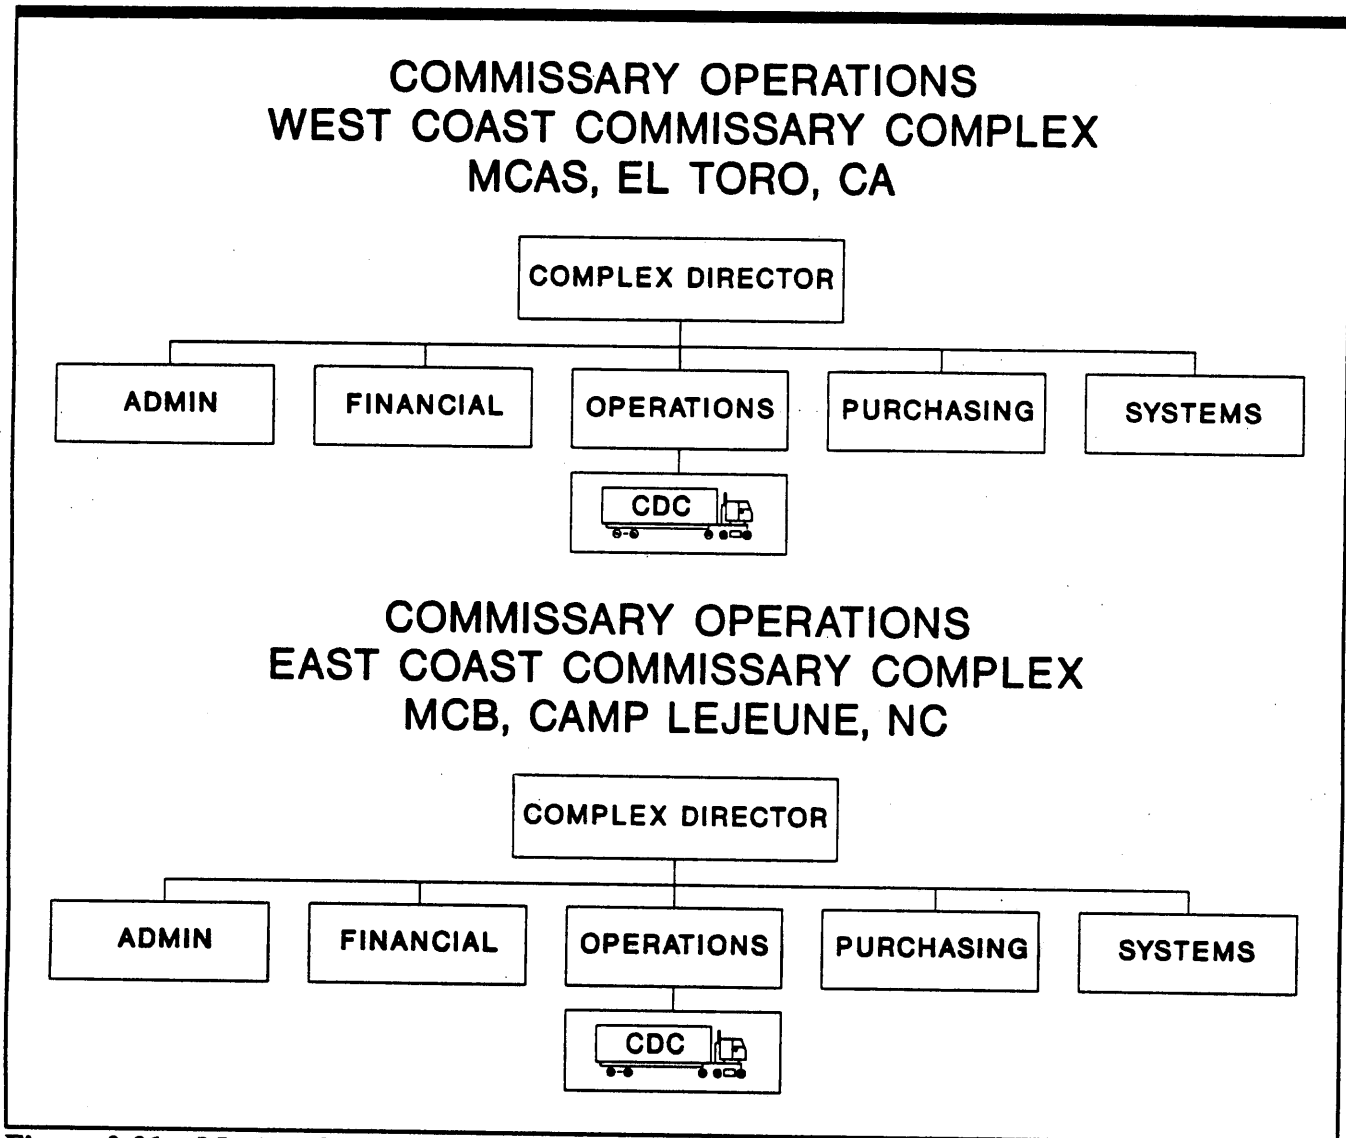 COMMISSARY OPERATIONS
WEST COAST COMMISSARY COMPLEX
MCAS, EL TORO, CA
COMPLEX DIRECTOR
ADMIN
FINANCIAL
OPERATIONS
PURCHASING
SYSTEMS
CDC
COMMISSARY OPERATIONS
EAST COAST COMMISSARY COMPLEX
MCB, CAMP LEJEUNE, NC
COMPLEX DIRECTOR
ADMIN
FINANCIAL
OPERATIONS
PURCHASING
SYSTEMS
CDC